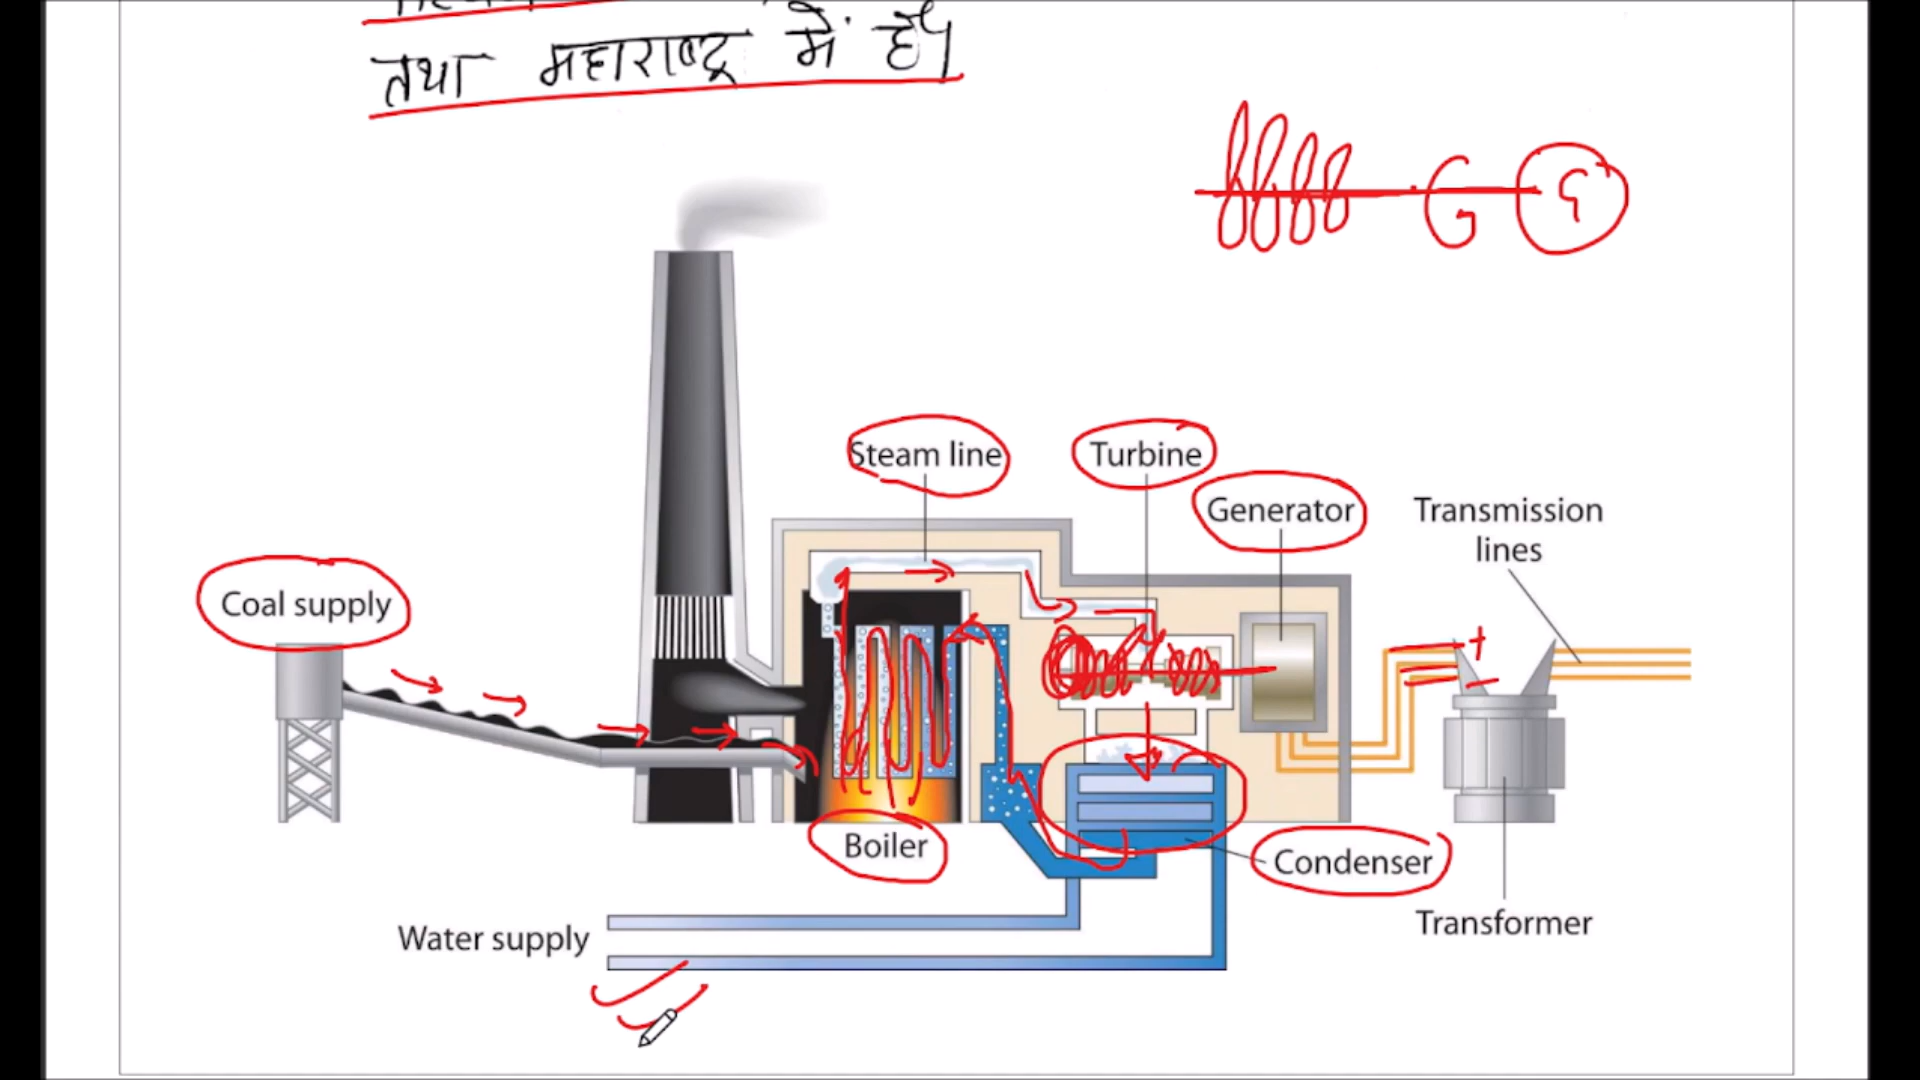 तथा महाराष्ट्र में है।
G G
Steam line
Turbine
Generator
Transmission
lines
Coal supply
+
-
Boiler
Condenser
Transformer
Water supply